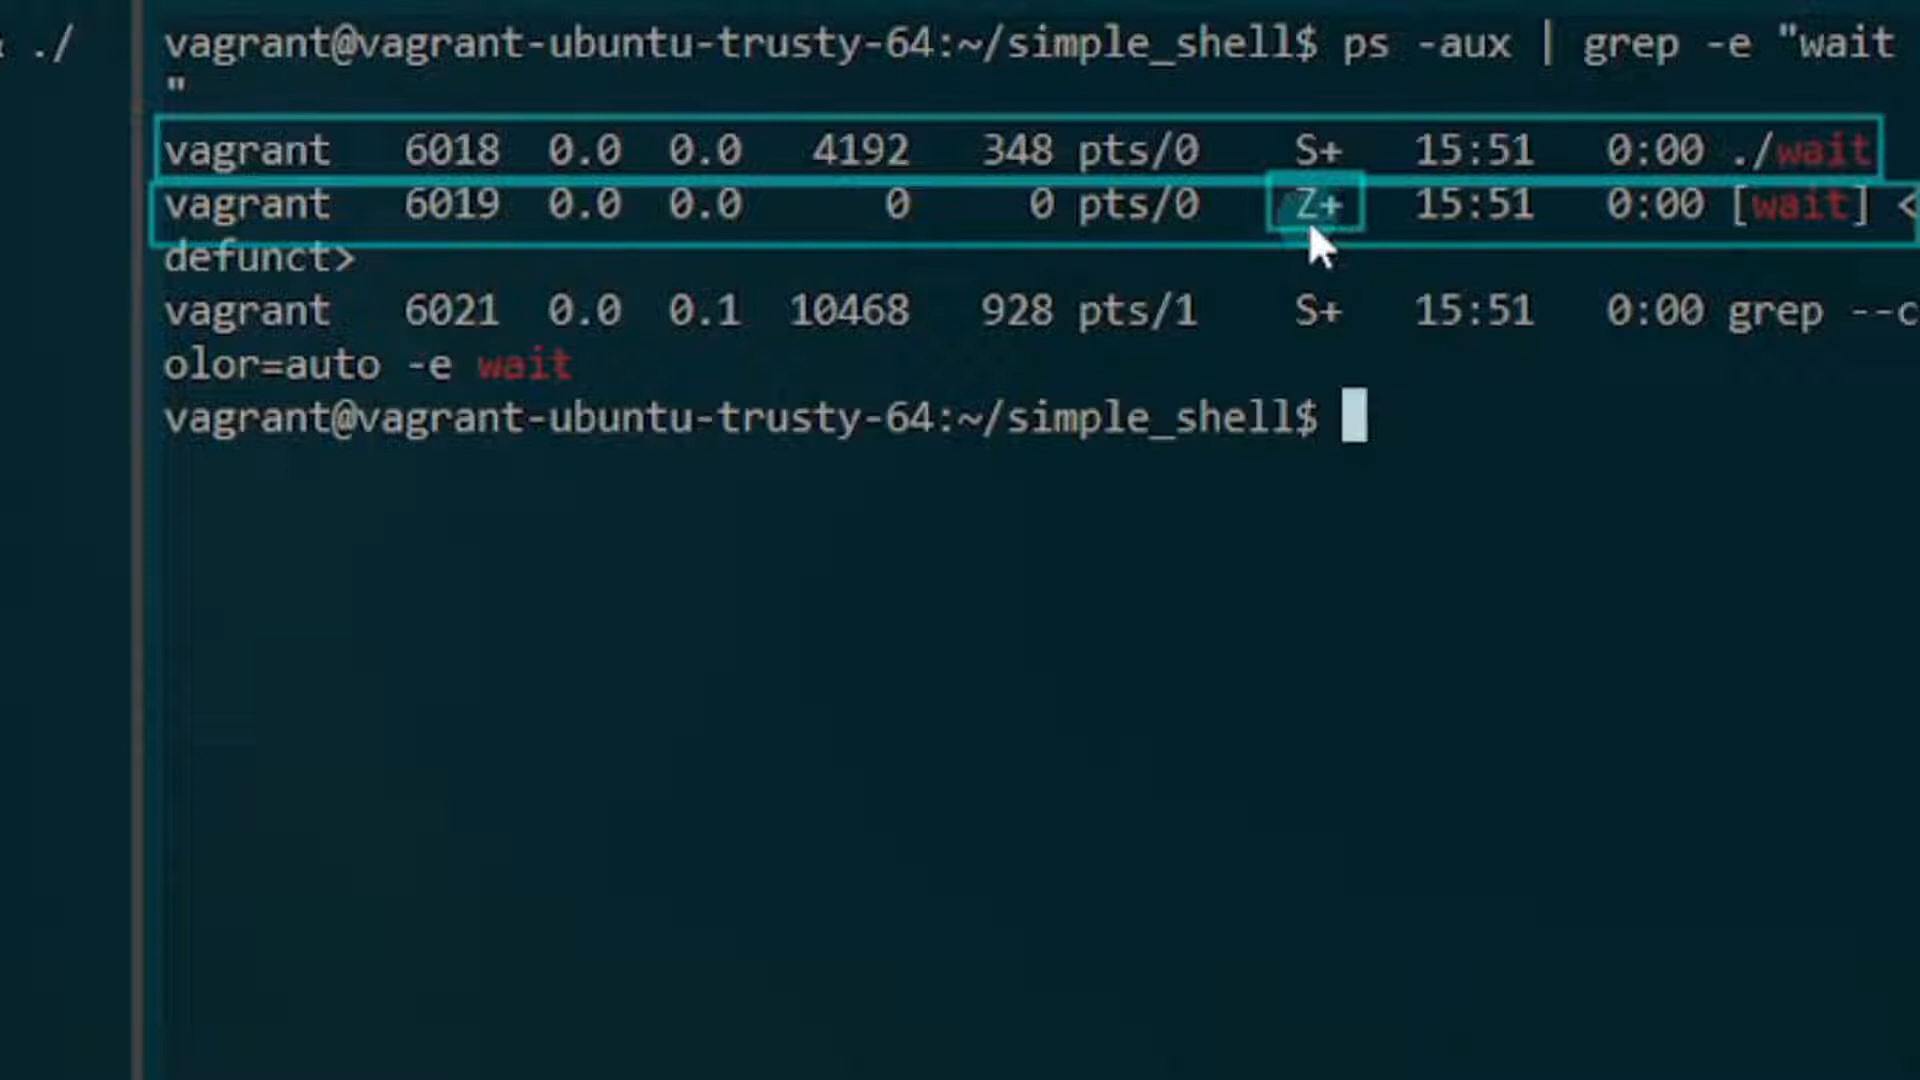 ./
vagrant@vagrant-ubuntu-trusty-64:~/simple_shell$ ps -aux | grep -e "wait
"
vagrant 6018 0.0 0.0 4192 348 pts/0 S+ 15:51 0:00 ./wait
vagrant 6019 0.0 0.0 0 0 pts/0 Z+ 15:51 0:00 [wait] <
defunct>
vagrant 6021 0.0 0.1 10468 928 pts/1 S+ 15:51 0:00 grep --c
olor=auto -e wait
vagrant@vagrant-ubuntu-trusty-64:~/simple_shell$